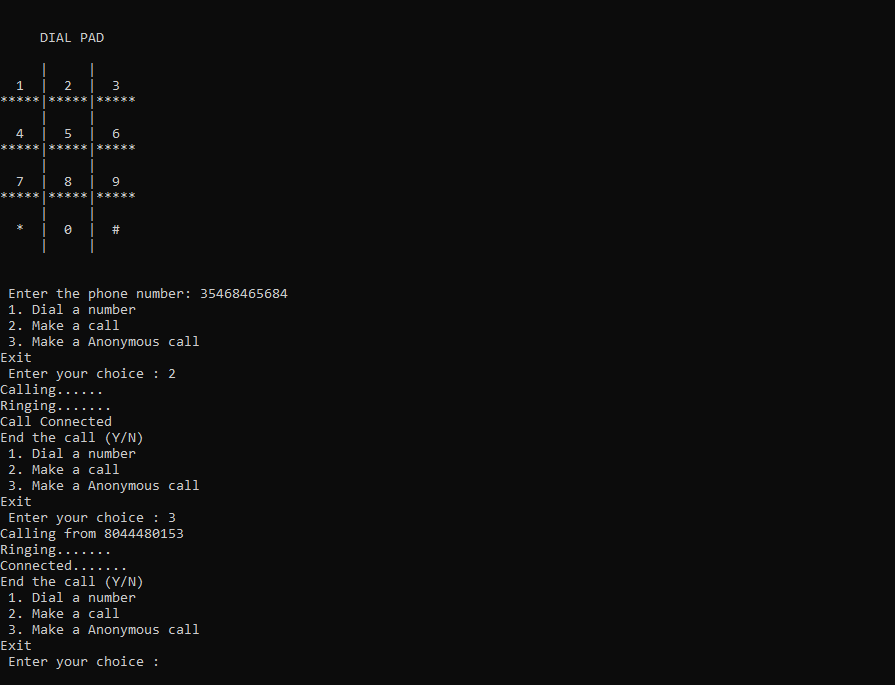 DIAL PAD
     |     |
  1  |  2  |  3
*****|*****|*****
     |     |
  4  |  5  |  6
*****|*****|*****
     |     |
  7  |  8  |  9
*****|*****|*****
     |     |
  *  |  0  |  #
     |     |
Enter the phone number: 35468465684
1. Dial a number
2. Make a call
3. Make a Anonymous call
Exit
Enter your choice : 2
Calling......
Ringing.......
Call Connected
End the call (Y/N)
1. Dial a number
2. Make a call
3. Make a Anonymous call
Exit
Enter your choice : 3
Calling from 8044480153
Ringing.......
Connected.......
End the call (Y/N)
1. Dial a number
2. Make a call
3. Make a Anonymous call
Exit
Enter your choice :